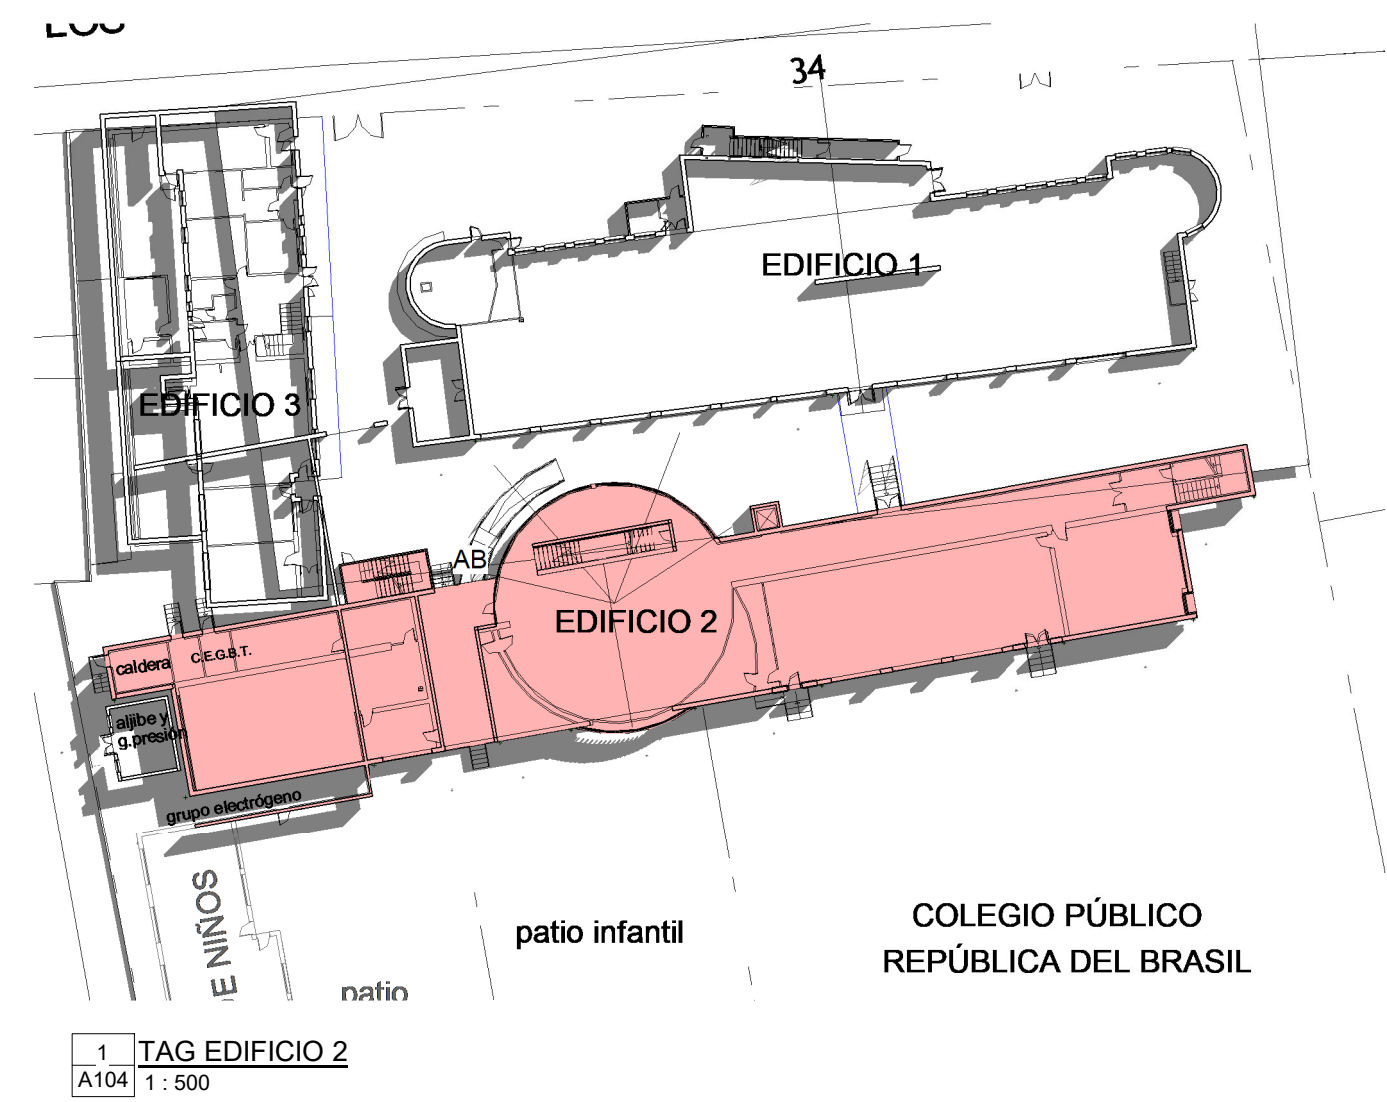 34
EDIFICIO 1
EDIFICIO 3
AB
EDIFICIO 2
caldera
C.E.G.B.T.
aljibe y
g.presión
grupo electrógeno
DE NIÑOS
patio infantil
COLEGIO PÚBLICO
REPÚBLICA DEL BRASIL
patio
1
A104
TAG EDIFICIO 2
1 : 500